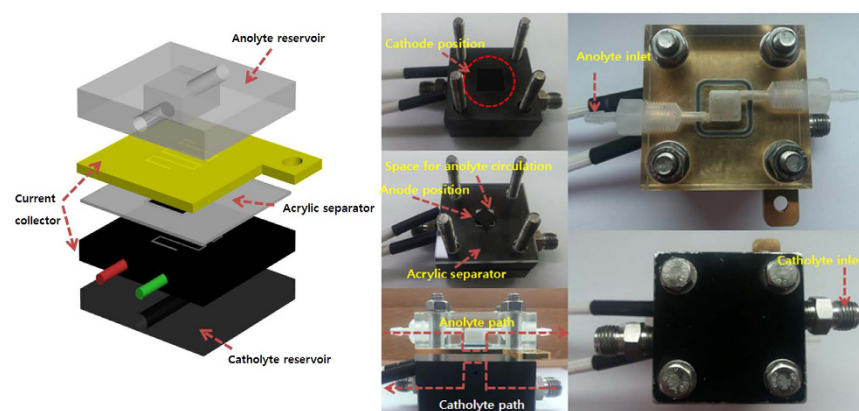 Anolyte reservoir
Current
collector
Acrylic separator
Catholyte reservoir
Cathode position
Space for anolyte circulation
Anode position
Acrylic separator
Anolyte path
Catholyte path
Anolyte inlet
Catholyte inlet